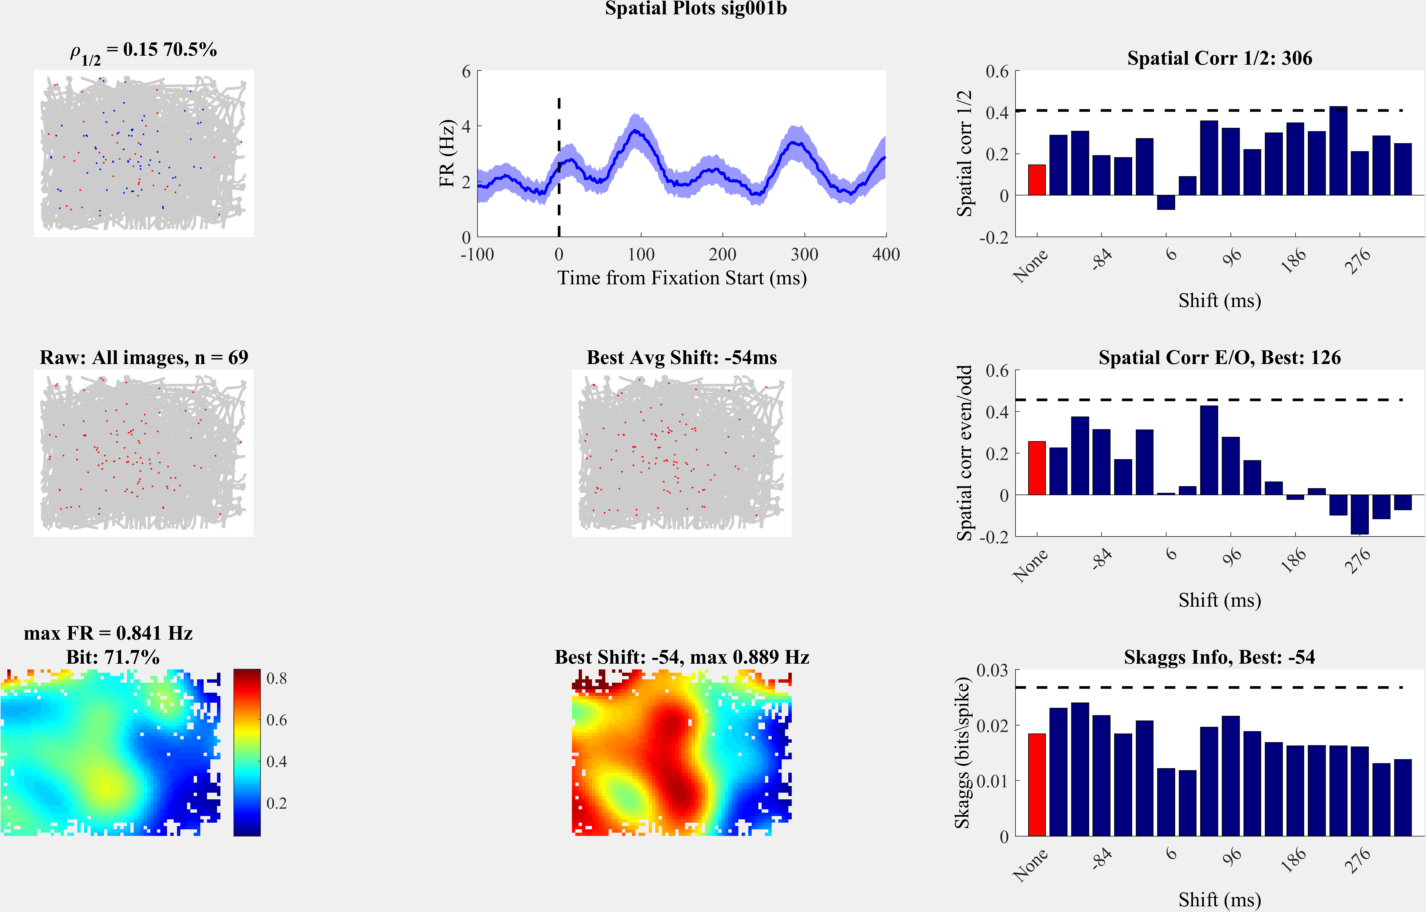 Spatial Plots sig001b
ρ1/2 = 0.15 70.5%
6
4
2
0
FR (Hz)
-100
0
100
200
300
400
Time from Fixation Start (ms)
Spatial Corr 1/2: 306
0.6
0.4
0.2
0
-0.2
Spatial corr 1/2
None
-84
6
96
186
276
Shift (ms)
Raw: All images, n = 69
Best Avg Shift: -54ms
Spatial Corr E/O, Best: 126
0.6
0.4
0.2
0
-0.2
Spatial corr even/odd
None
-84
6
96
186
276
Shift (ms)
max FR = 0.841 Hz
Bit: 71.7%
0.8
0.6
0.4
0.2
Best Shift: -54, max 0.889 Hz
Skaggs Info, Best: -54
0.03
0.02
0.01
0
Skaggs (bits\spike)
None
-84
6
96
186
276
Shift (ms)